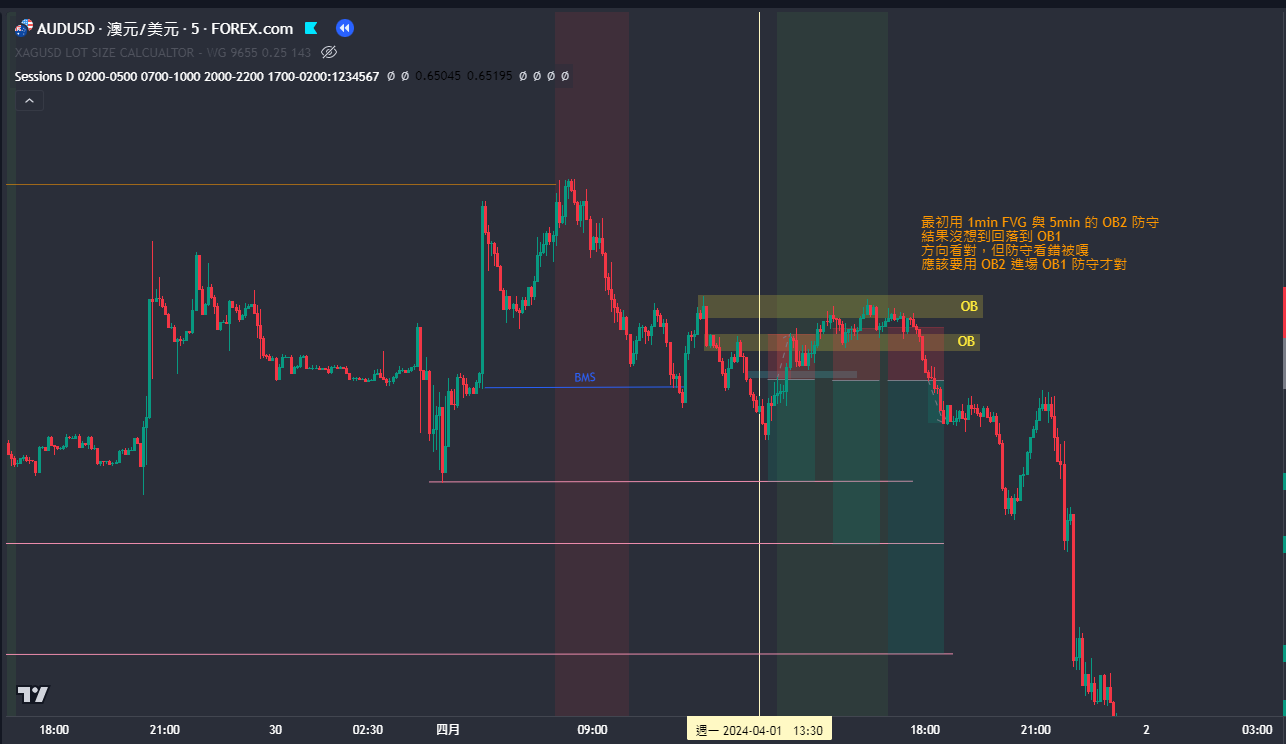 AUDUSD · 澳元/美元 · 5 · FOREX.com
XAGUSD LOT SIZE CALCUALTOR - WG 9655 0.25 143
Sessions D 0200-0500 0700-1000 2000-2200 1700-0200:1234567 Ø Ø 0.65045 0.65195 Ø Ø Ø Ø
最初用 1min FVG 與 5min 的 OB2 防守
結果沒想到回落到 OB1
方向看對，但防守看錯被嘎
應該要用 OB2 進場 OB1 防守才對
OB
OB
BMS
18:00 21:00 30 02:30 四月 09:00 週一 2024-04-01 13:30 18:00 21:00 2 03:00